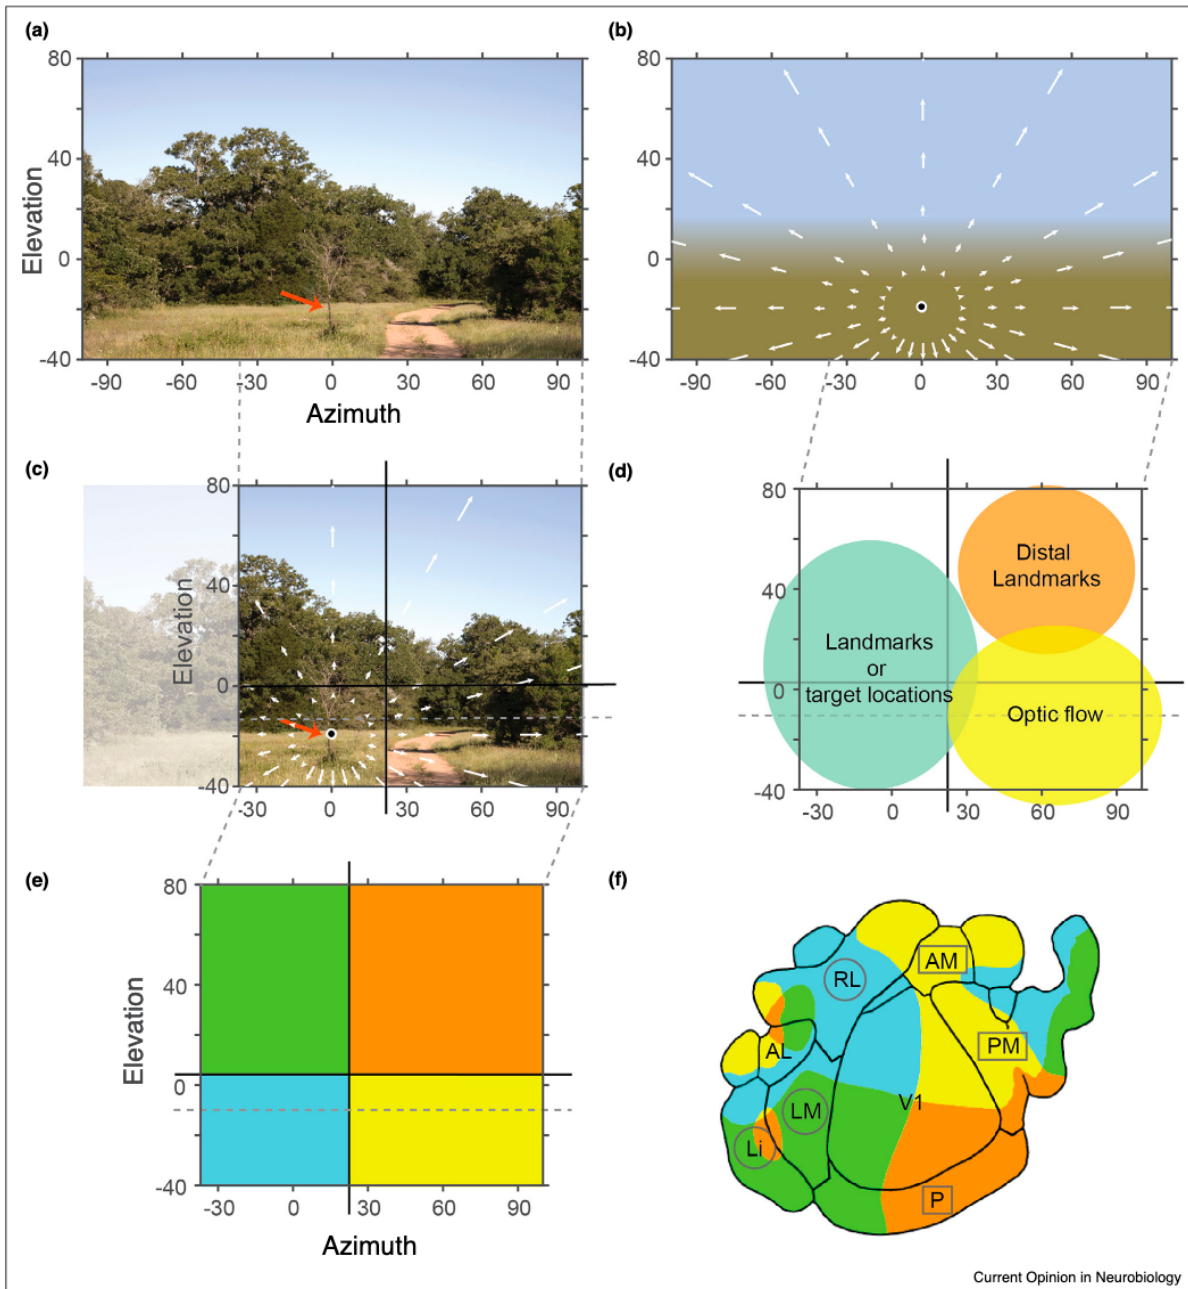 (a)
80
40
0
-40
Elevation
-90 -60 -30 0 30 60 90
Azimuth
(b)
80
40
0
-40
-90 -60 -30 0 30 60 90
(c)
80
40
0
-40
Elevation
-30 0 30 60 90
(d)
80
40
0
-40
Distal
Landmarks
Landmarks
or
target locations
Optic flow
-30 0 30 60 90
(e)
80
40
0
-40
Elevation
-30 0 30 60 90
Azimuth
(f)
AM
RL
PM
AL
V1
LM
Li
P
Current Opinion in Neurobiology